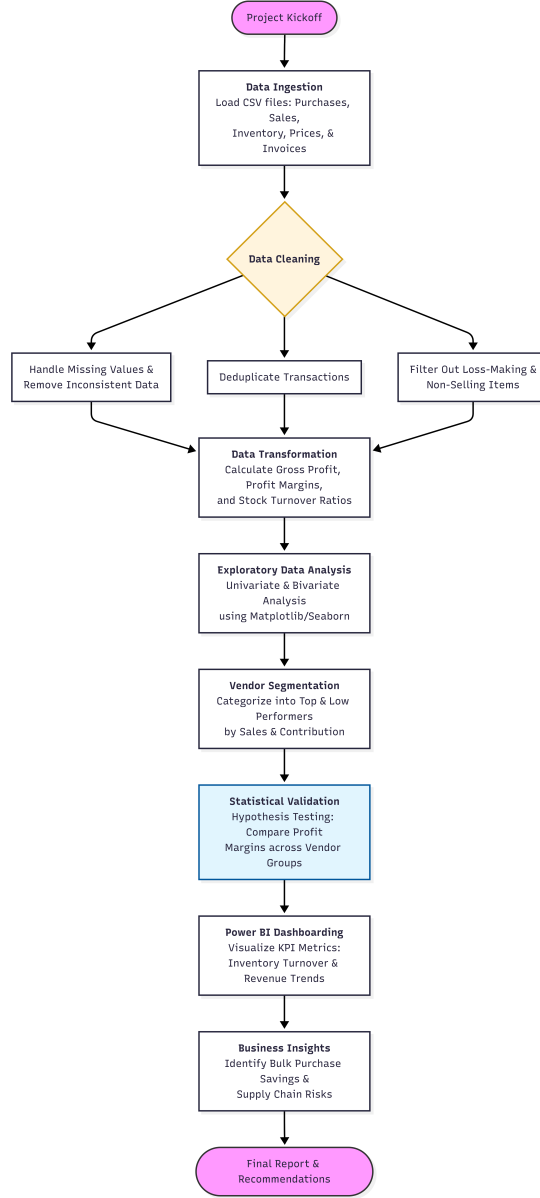 Project Kickoff
Data Ingestion
Load CSV files: Purchases,
Sales,
Inventory, Prices, &
Invoices
Data Cleaning
Handle Missing Values &
Remove Inconsistent Data
Deduplicate Transactions
Filter Out Loss-Making &
Non-Selling Items
Data Transformation
Calculate Gross Profit,
Profit Margins,
and Stock Turnover Ratios
Exploratory Data Analysis
Univariate & Bivariate
Analysis
using Matplotlib/Seaborn
Vendor Segmentation
Categorize into Top & Low
Performers
by Sales & Contribution
Statistical Validation
Hypothesis Testing:
Compare Profit
Margins across Vendor
Groups
Power BI Dashboarding
Visualize KPI Metrics:
Inventory Turnover &
Revenue Trends
Business Insights
Identify Bulk Purchase
Savings &
Supply Chain Risks
Final Report &
Recommendations